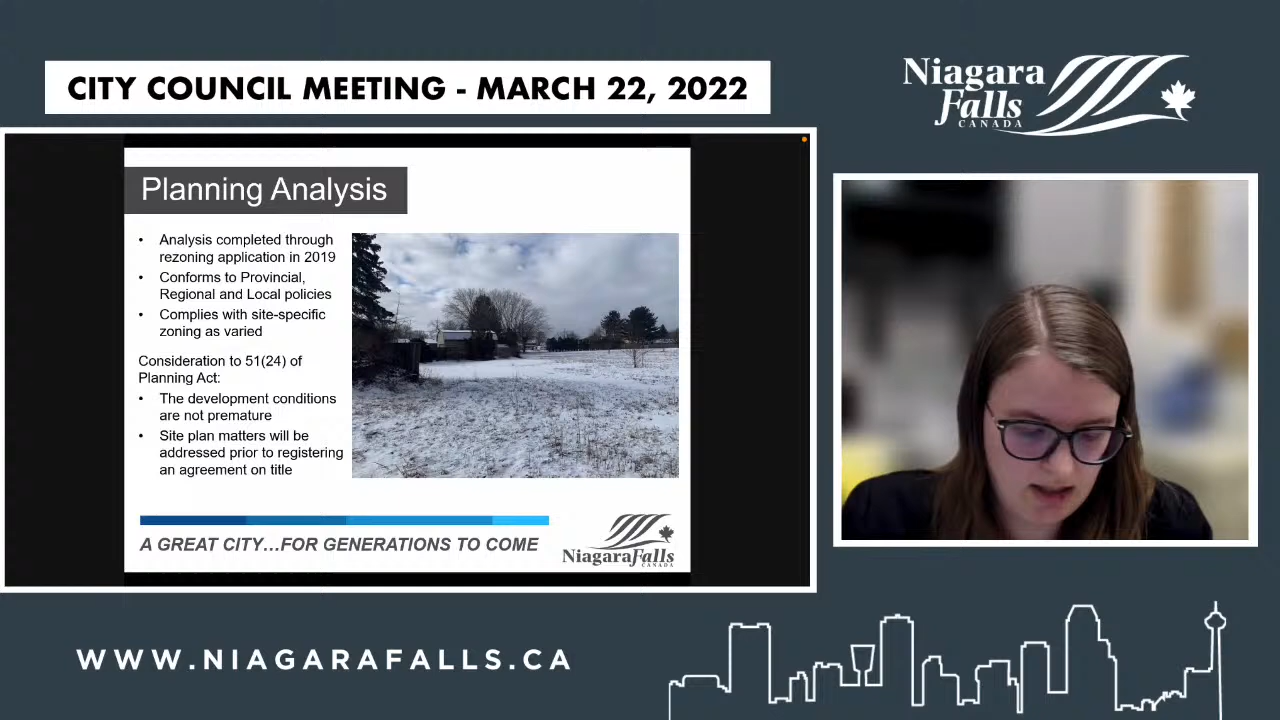 CITY COUNCIL MEETING - MARCH 22, 2022
Niagara
Falls
CANADA
Planning Analysis
• Analysis completed through
rezoning application in 2019
• Conforms to Provincial,
Regional and Local policies
• Complies with site-specific
zoning as varied
Consideration to 51(24) of
Planning Act:
• The development conditions
are not premature
• Site plan matters will be
addressed prior to registering
an agreement on title
A GREAT CITY…FOR GENERATIONS TO COME
NiagaraFalls
CANADA
WWW.NIAGARAFALLS.CA